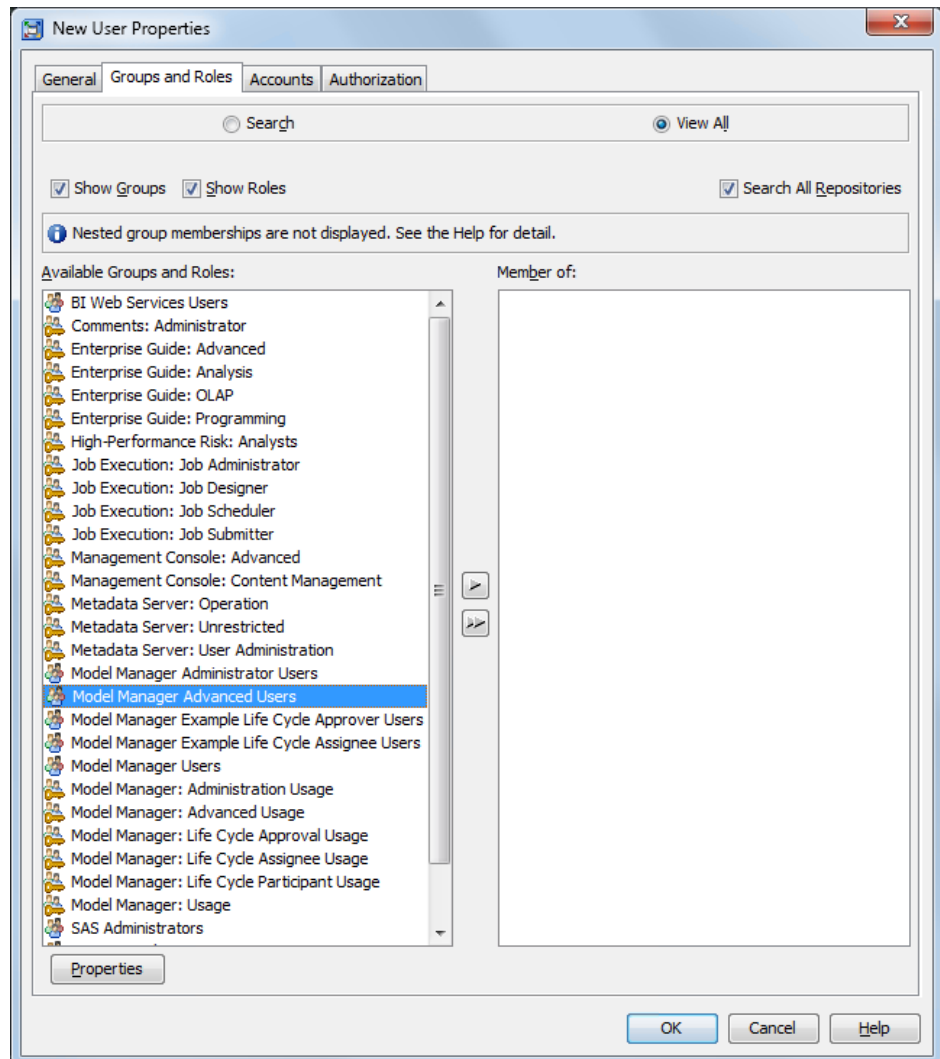 New User Properties
General Groups and Roles Accounts Authorization
Search View All
Show Groups Show Roles Search All Repositories
Nested group memberships are not displayed. See the Help for detail.
Available Groups and Roles: Member of:
BI Web Services Users
Comments: Administrator
Enterprise Guide: Advanced
Enterprise Guide: Analysis
Enterprise Guide: OLAP
Enterprise Guide: Programming
High-Performance Risk: Analysts
Job Execution: Job Administrator
Job Execution: Job Designer
Job Execution: Job Scheduler
Job Execution: Job Submitter
Management Console: Advanced
Management Console: Content Management
Metadata Server: Operation
Metadata Server: Unrestricted
Metadata Server: User Administration
Model Manager Administrator Users
Model Manager Advanced Users
Model Manager Example Life Cycle Approver Users
Model Manager Example Life Cycle Assignee Users
Model Manager Users
Model Manager: Administration Usage
Model Manager: Advanced Usage
Model Manager: Life Cycle Approval Usage
Model Manager: Life Cycle Assignee Usage
Model Manager: Life Cycle Participant Usage
Model Manager: Usage
SAS Administrators
Properties
OK Cancel Help